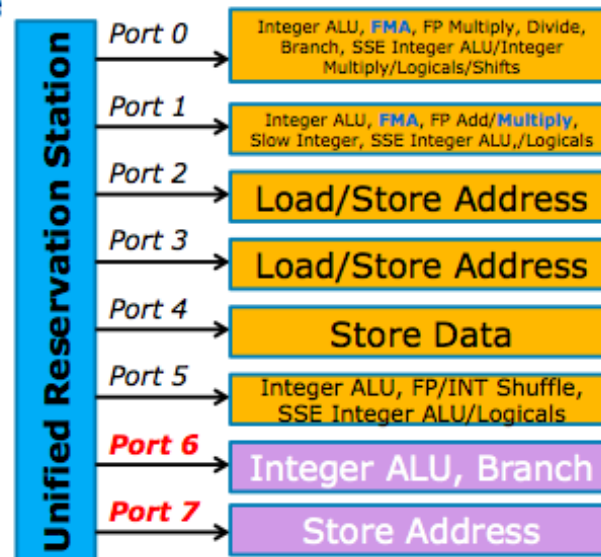 Unified Reservation Station
Port 0
Integer ALU, FMA, FP Multiply, Divide,
Branch, SSE Integer ALU/Integer
Multiply/Logicals/Shifts
Port 1
Integer ALU, FMA, FP Add/Multiply,
Slow Integer, SSE Integer ALU,/Logicals
Port 2
Load/Store Address
Port 3
Load/Store Address
Port 4
Store Data
Port 5
Integer ALU, FP/INT Shuffle,
SSE Integer ALU/Logicals
Port 6
Integer ALU, Branch
Port 7
Store Address